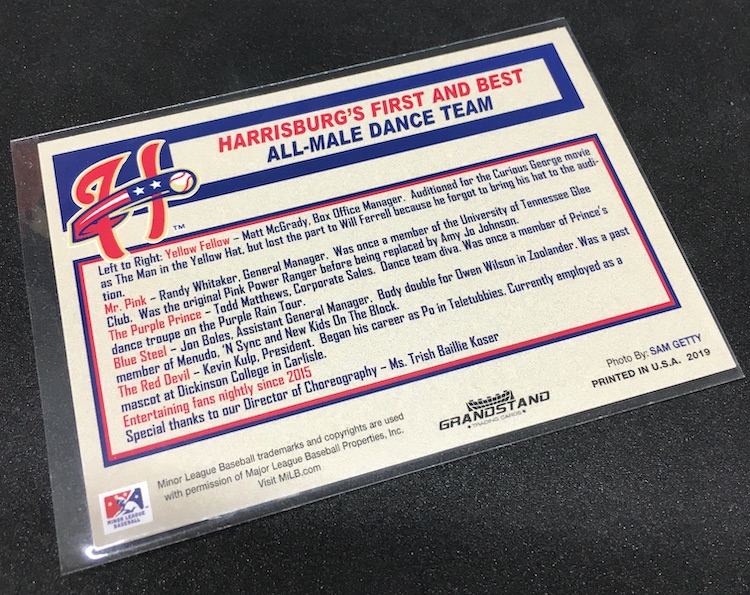 HARRISBURG'S FIRST AND BEST
ALL-MALE DANCE TEAM
H
TM
Left to Right: Yellow Fellow – Matt McGrady, Box Office Manager. Auditioned for the Curious George movie
as The Man in the Yellow Hat, but lost the part to Will Ferrell because he forgot to bring his hat to the audi-
tion.
Mr. Pink – Randy Whitaker, General Manager. Was once a member of the University of Tennessee Glee
Club. Was the original Pink Power Ranger before being replaced by Amy Jo Johnson.
The Purple Prince – Todd Matthews, Corporate Sales. Dance team diva. Was once a member of Prince's
dance troupe on the Purple Rain Tour.
Blue Steel – Jon Boles, Assistant General Manager. Body double for Owen Wilson in Zoolander. Was a past
member of Menudo, 'N Sync and New Kids On The Block.
The Red Devil – Kevin Kulp, President. Began his career as Po in Teletubbies. Currently employed as a
mascot at Dickinson College in Carlisle.
Entertaining fans nightly since 2015
Special thanks to our Director of Choreography – Ms. Trish Baillie Koser
Photo By: SAM GETTY
PRINTED IN U.S.A. 2019
GRANDSTAND
TRADING CARDS
Minor League Baseball trademarks and copyrights are used
with permission of Major League Baseball Properties, Inc.
Visit MiLB.com
MINOR LEAGUE
BASEBALL